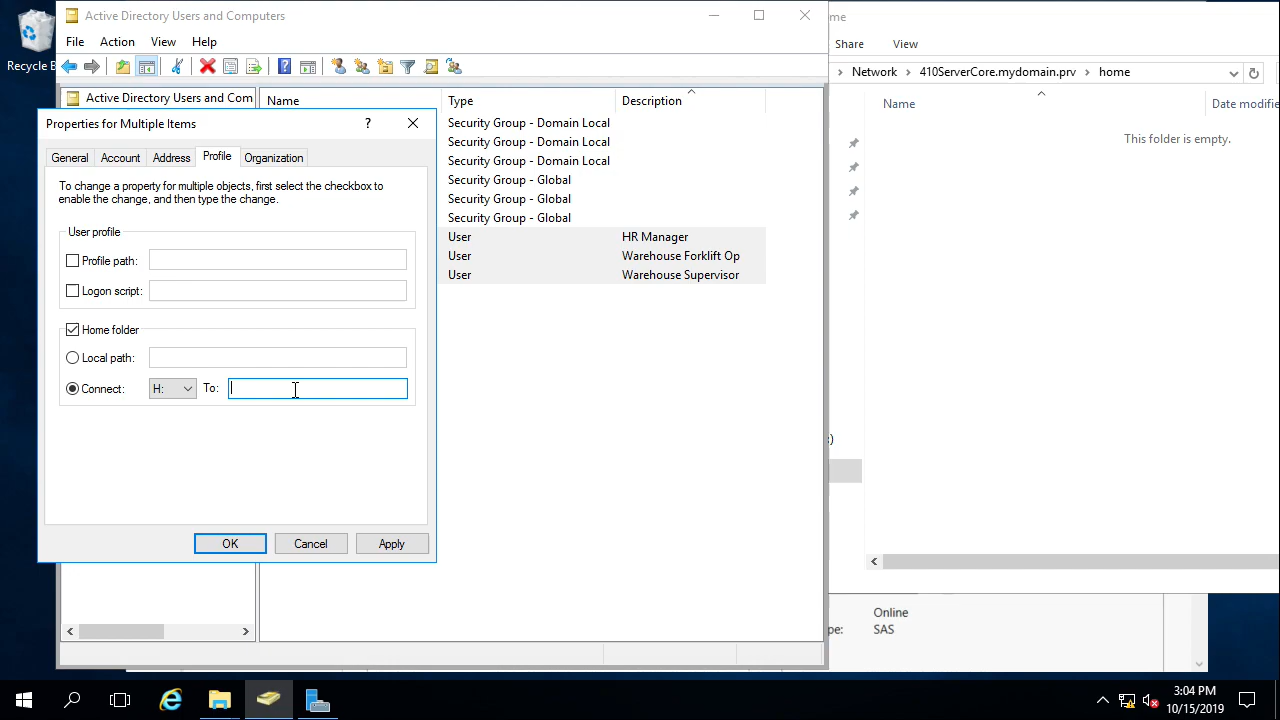 Recycle B
Active Directory Users and Computers
File Action View Help
Active Directory Users and Com
Name
Type
Description
Security Group - Domain Local
Security Group - Domain Local
Security Group - Domain Local
Security Group - Global
Security Group - Global
Security Group - Global
User HR Manager
User Warehouse Forklift Op
User Warehouse Supervisor
Properties for Multiple Items ?
General Account Address Profile Organization
To change a property for multiple objects, first select the checkbox to
enable the change, and then type the change.
User profile
Profile path:
Logon script:
Home folder
Local path:
Connect: H: To:
OK Cancel Apply
me
Share View
Network 410ServerCore.mydomain.prv home
Name Date modifie
This folder is empty.
:)
Online
pe: SAS
3:04 PM
10/15/2019